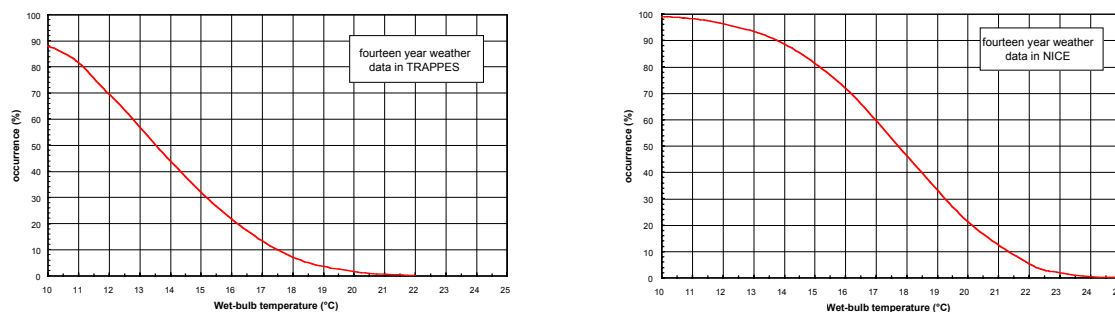 100
90
80
70
60
50
40
30
20
10
0
occurrence (%)
fourteen year weather
data in TRAPPES
10 11 12 13 14 15 16 17 18 19 20 21 22 23 24 25
Wet-bulb temperature (°C)
100
90
80
70
60
50
40
30
20
10
0
occurrence (%)
fourteen year weather
data in NICE
10 11 12 13 14 15 16 17 18 19 20 21 22 23 24 25
Wet-bulb temperature (°C)